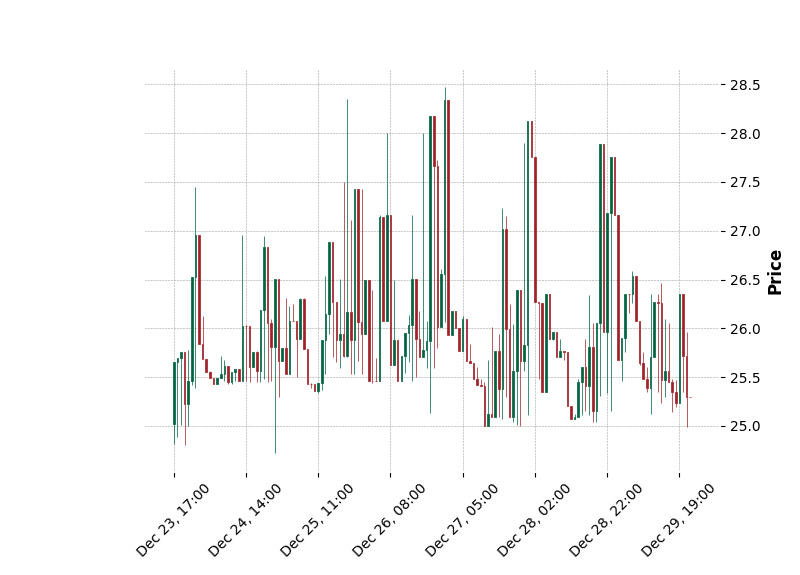 28.5
28.0
27.5
27.0
26.5
26.0
25.5
25.0
Price
Dec 23, 17:00
Dec 24, 14:00
Dec 25, 11:00
Dec 26, 08:00
Dec 27, 05:00
Dec 28, 02:00
Dec 28, 22:00
Dec 29, 19:00